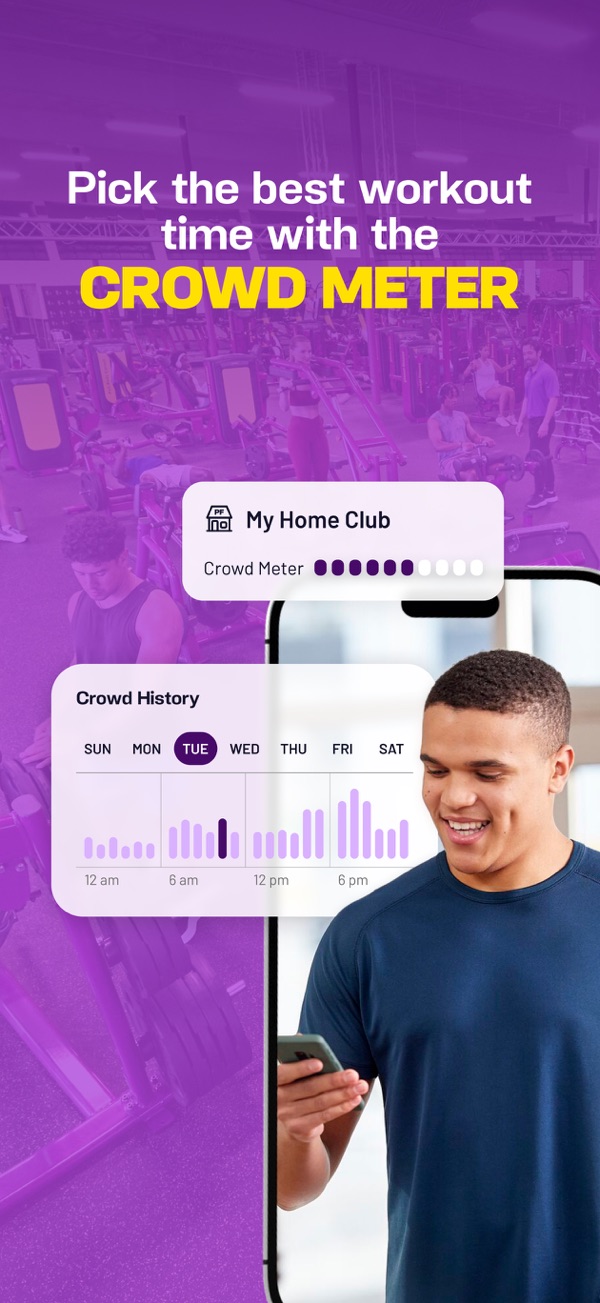 Pick the best workout
time with the
CROWD METER
PF
My Home Club
Crowd Meter
Crowd History
SUN MON TUE WED THU FRI SAT
12 am 6 am 12 pm 6 pm